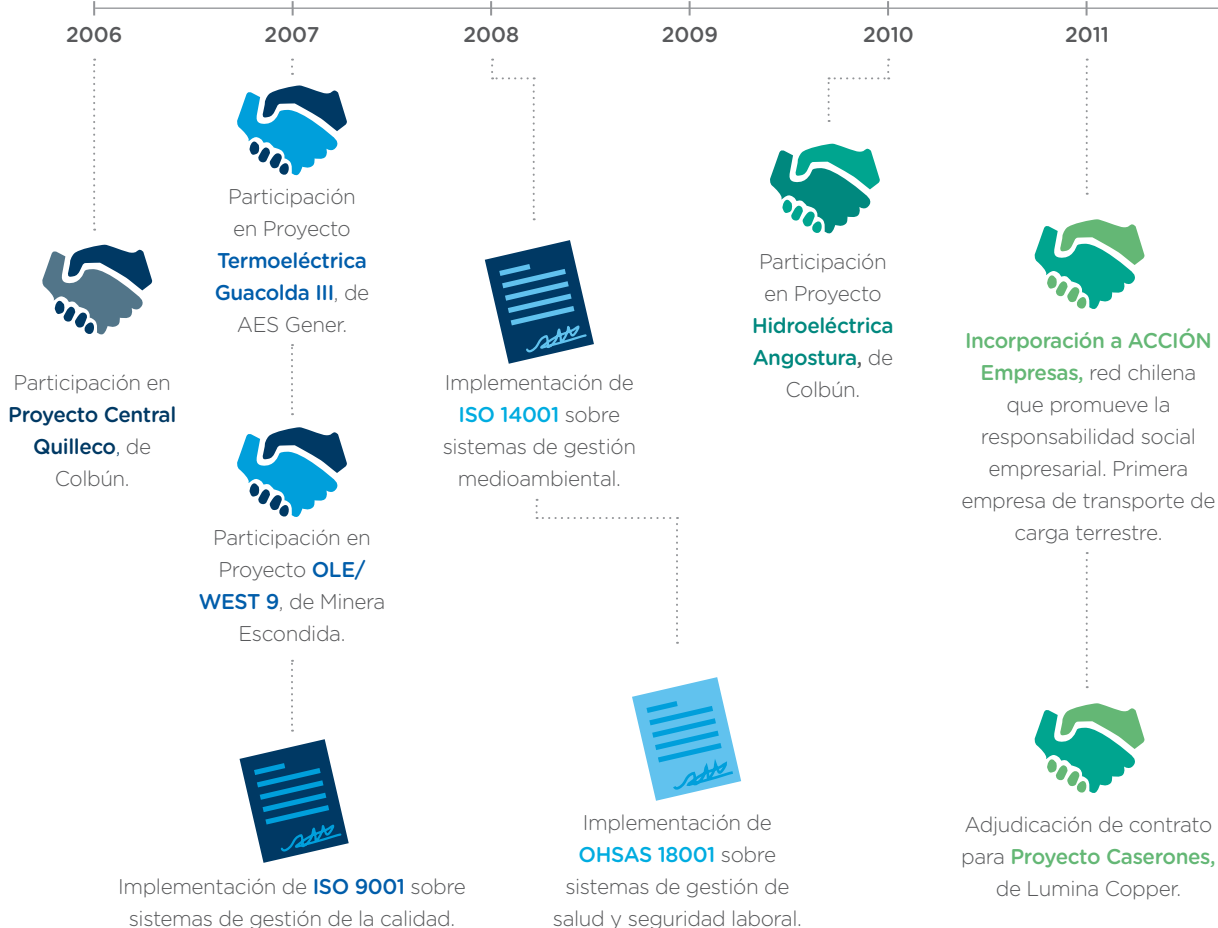 2006
2007
2008
2009
2010
2011
Participación en
Proyecto Central
Quilleco, de
Colbún.
Participación
en Proyecto
Termoeléctrica
Guacolda III, de
AES Gener.
Participación en
Proyecto OLE/
WEST 9, de Minera
Escondida.
Implementación de ISO 9001 sobre
sistemas de gestión de la calidad.
Implementación de
ISO 14001 sobre
sistemas de gestión
medioambiental.
Implementación de
OHSAS 18001 sobre
sistemas de gestión de
salud y seguridad laboral.
Participación
en Proyecto
Hidroeléctrica
Angostura, de
Colbún.
Incorporación a ACCIÓN
Empresas, red chilena
que promueve la
responsabilidad social
empresarial. Primera
empresa de transporte de
carga terrestre.
Adjudicación de contrato
para Proyecto Caserones,
de Lumina Copper.